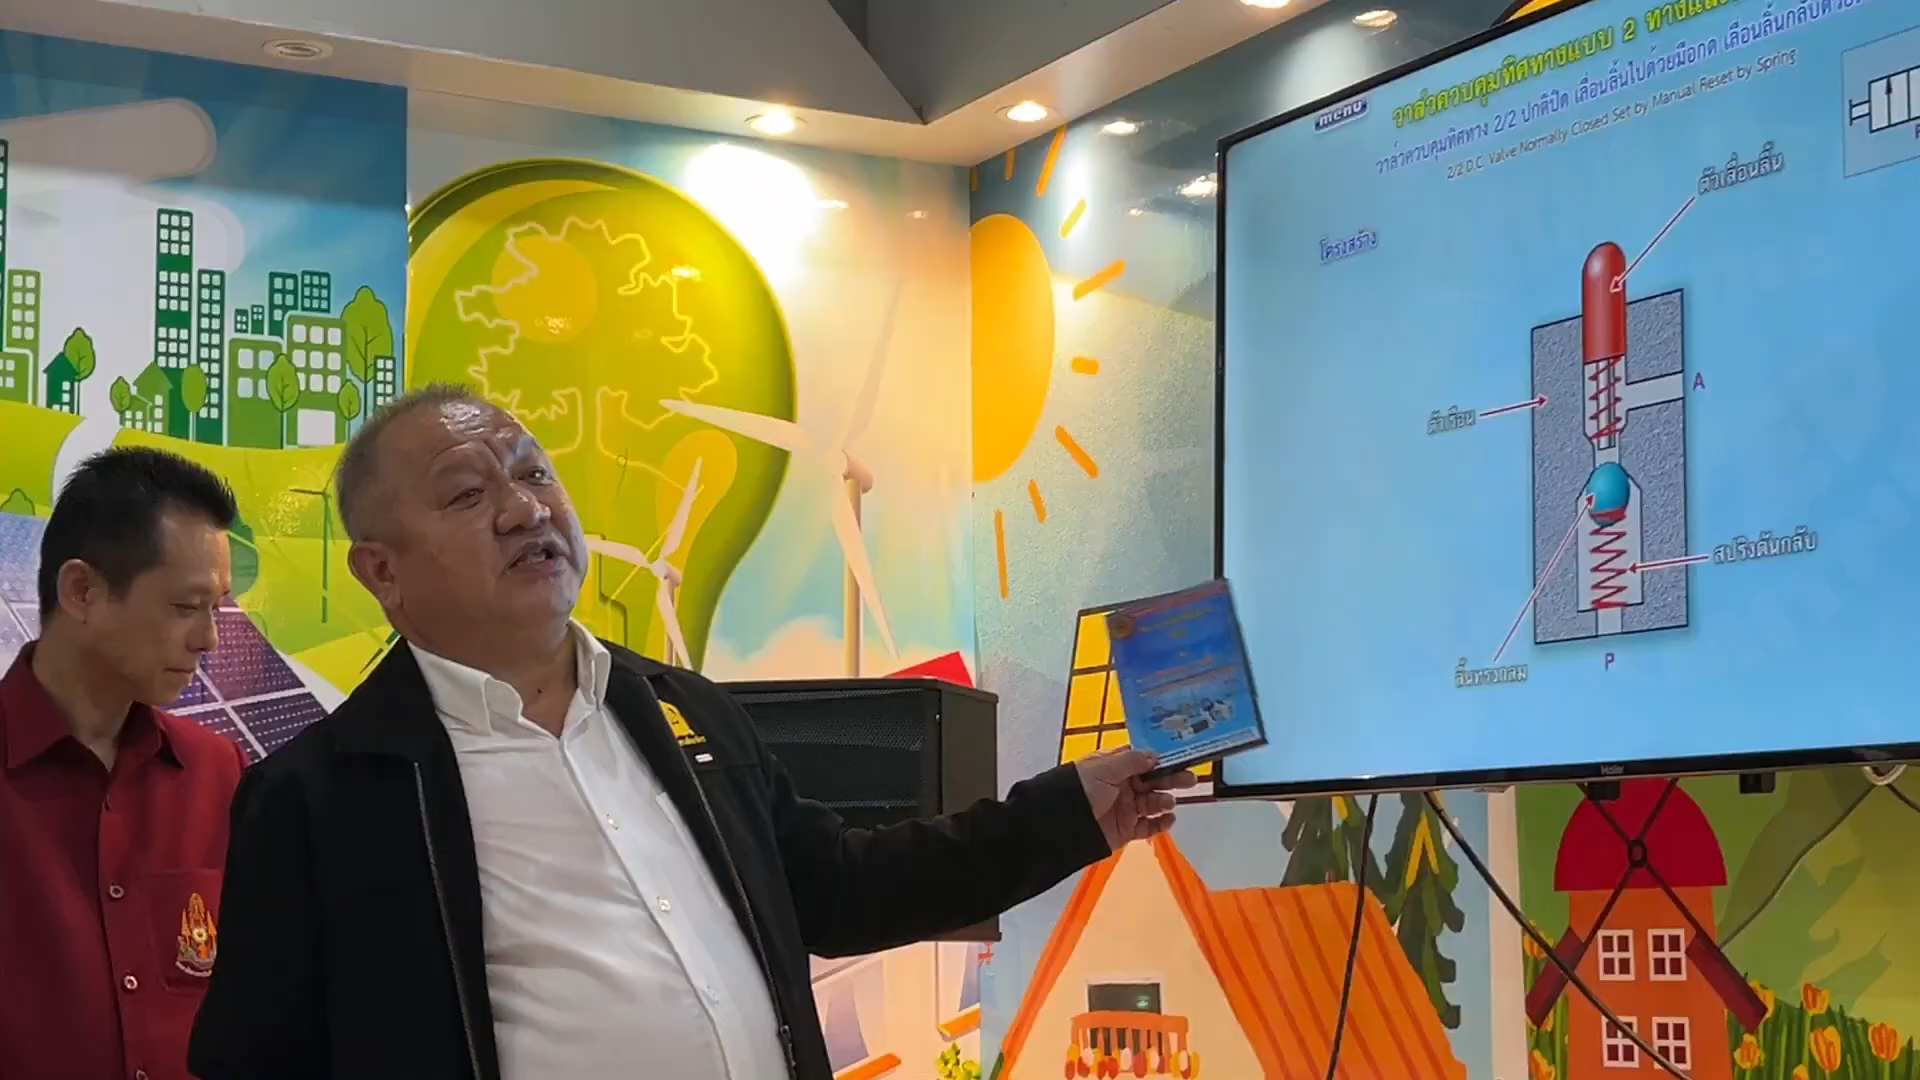 menu
วาล์วควบคุมทิศทางแบบ 2 ทางและ
วาล์วควบคุมทิศทาง 2/2 ปกติปิด เลื่อนลิ้นไปด้วยมือกด เลื่อนลิ้นกลับด้วย
2/2 D.C. Valve Normally Closed Set by Manual Reset by Spring
ตัวเลื่อนลิ้น
โครงสร้าง
A
ตัวเรือน
สปริงดันกลับ
ลิ้นทรงกลม
P
Haier